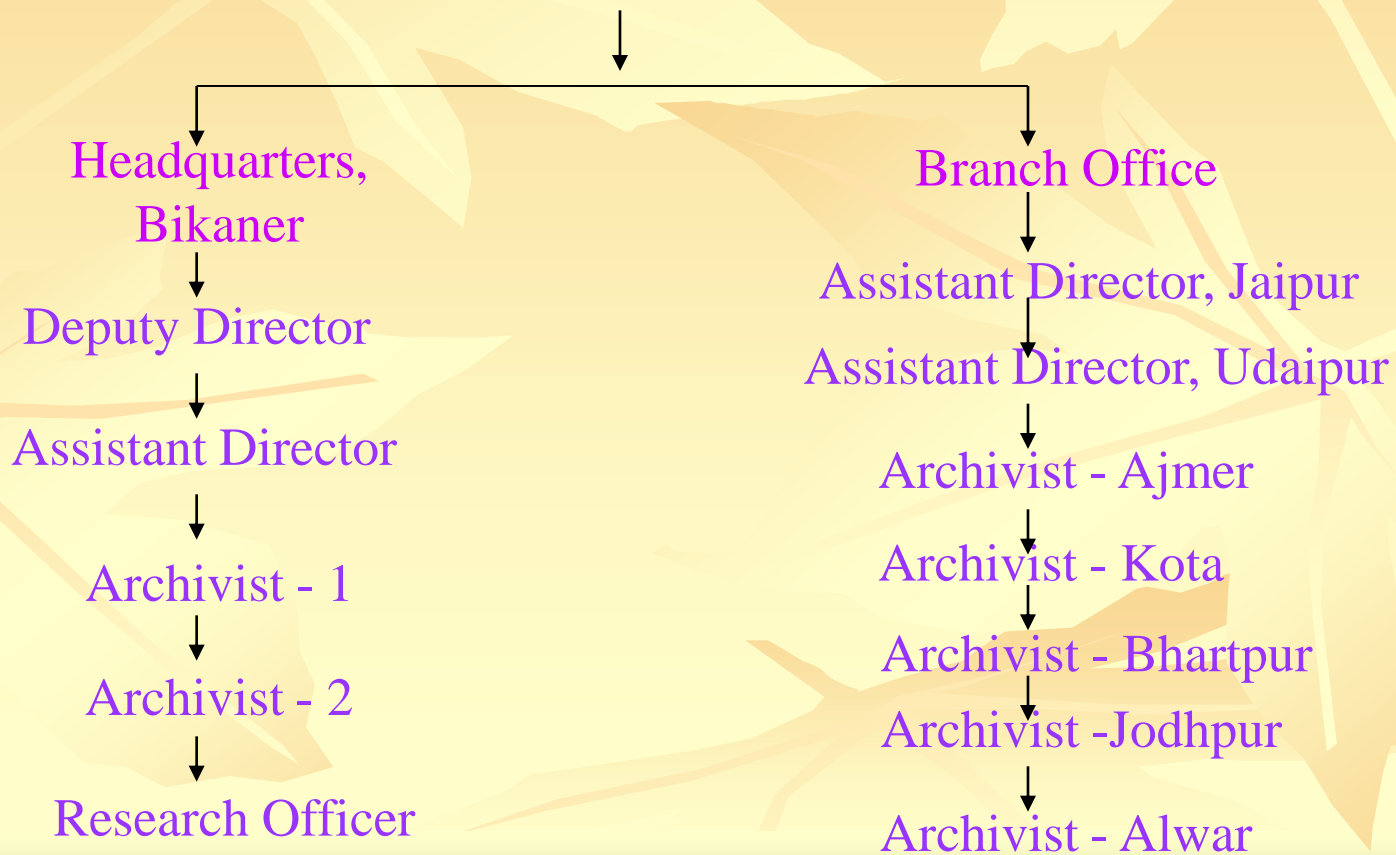 Headquarters,
Bikaner
Deputy Director
Assistant Director
Archivist - 1
Archivist - 2
Research Officer
Branch Office
Assistant Director, Jaipur
Assistant Director, Udaipur
Archivist - Ajmer
Archivist - Kota
Archivist - Bhartpur
Archivist -Jodhpur
Archivist - Alwar